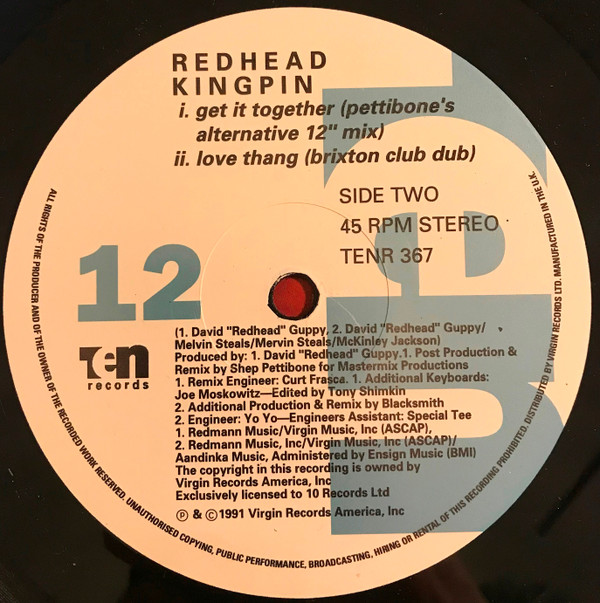 REDHEAD
KINGPIN
i. get it together (pettibone's
alternative 12" mix)
ii. love thang (brixton club dub)
SIDE TWO
45 RPM STEREO
TENR 367
12
Ten
records
(1. David "Redhead" Guppy, 2. David "Redhead" Guppy/
Melvin Steals/Mervin Steals/McKinley Jackson)
Produced by: 1. David "Redhead" Guppy.1. Post Production &
Remix by Shep Pettibone for Mastermix Productions
1. Remix Engineer: Curt Frasca. 1. Additional Keyboards:
Joe Moskowitz—Edited by Tony Shimkin
2. Additional Production & Remix by Blacksmith
2. Engineer: Yo Yo—Engineers Assistant: Special Tee
1. Redmann Music/Virgin Music, Inc (ASCAP),
2. Redmann Music, Inc/Virgin Music, Inc (ASCAP)/
Aandinka Music, Administered by Ensign Music (BMI)
The copyright in this recording is owned by
Virgin Records America, Inc
Exclusively licensed to 10 Records Ltd
℗ & © 1991 Virgin Records America, Inc
ALL RIGHTS OF THE PRODUCER AND OF THE OWNER OF THE RECORDED WORK RESERVED. UNAUTHORISED COPYING, PUBLIC PERFORMANCE, BROADCASTING, HIRING OR RENTAL OF THIS RECORDING PROHIBITED. DISTRIBUTED BY VIRGIN RECORDS LTD. MANUFACTURED IN THE U.K.